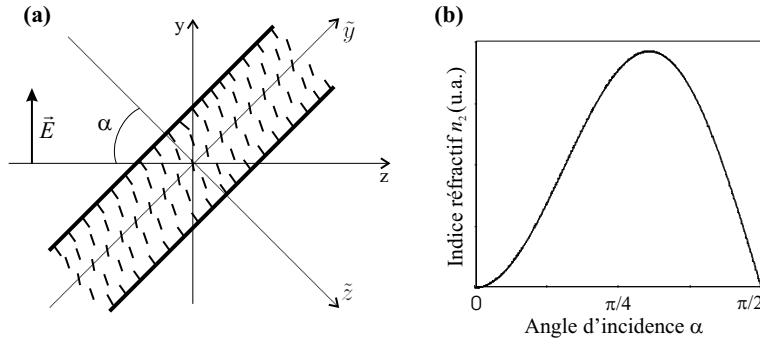 (a)
y
ỹ
E⃗
α
z
z̃
(b)
Indice réfractif n₂ (u.a.)
0
π/4
π/2
Angle d'incidence α